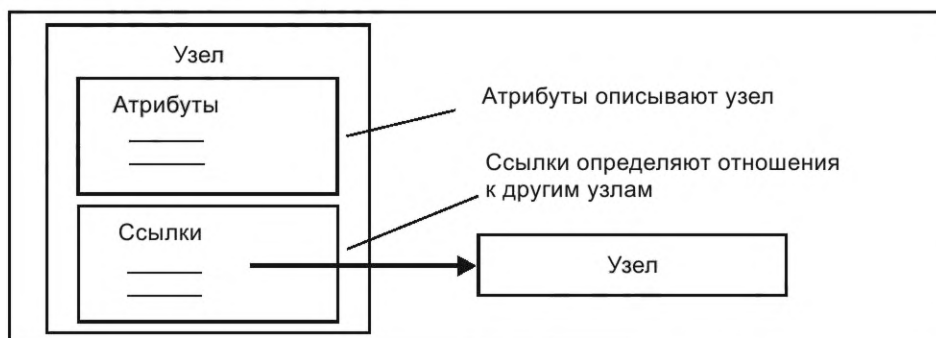 Узел
Атрибуты
Атрибуты описывают узел
Ссылки определяют отношения
к другим узлам
Ссылки
Узел